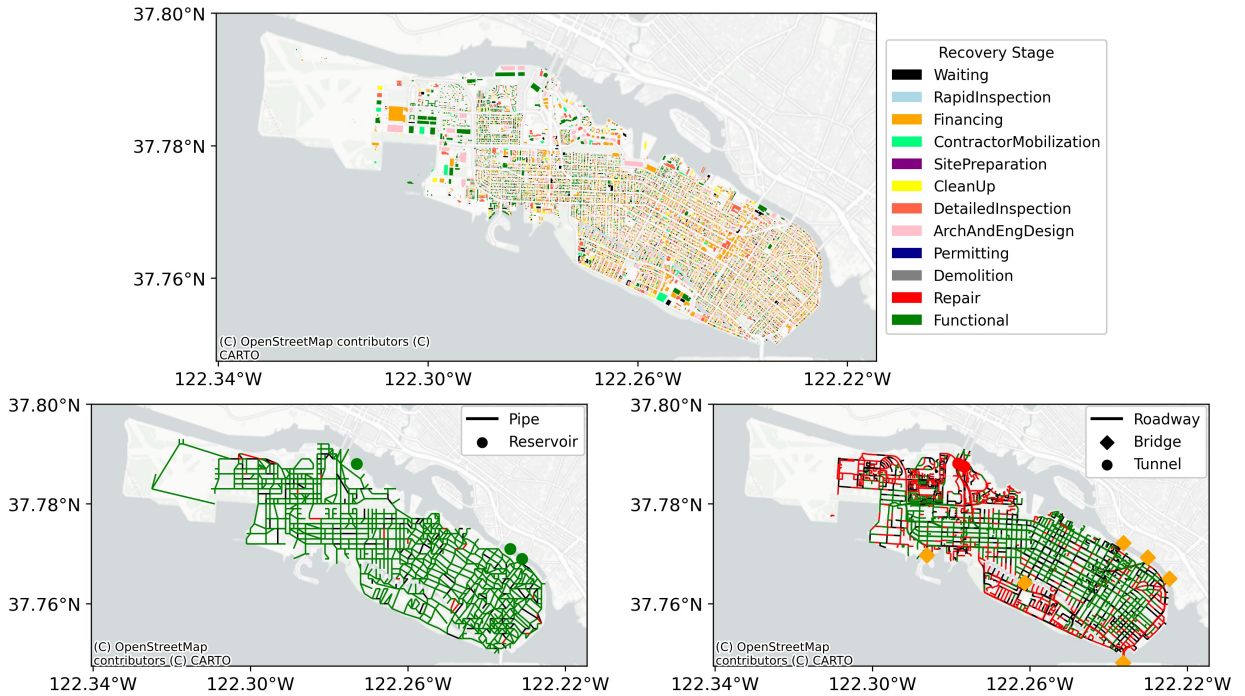 37.80°N
37.78°N
37.76°N
(C) OpenStreetMap contributors (C)
CARTO
122.34°W
122.30°W
122.26°W
122.22°W
Recovery Stage
Waiting
RapidInspection
Financing
ContractorMobilization
SitePreparation
CleanUp
DetailedInspection
ArchAndEngDesign
Permitting
Demolition
Repair
Functional
37.80°N
37.78°N
37.76°N
Pipe
Reservoir
(C) OpenStreetMap
contributors (C) CARTO
122.34°W
122.30°W
122.26°W
122.22°W
37.80°N
37.78°N
37.76°N
Roadway
Bridge
Tunnel
(C) OpenStreetMap
contributors (C) CARTO
122.34°W
122.30°W
122.26°W
122.22°W